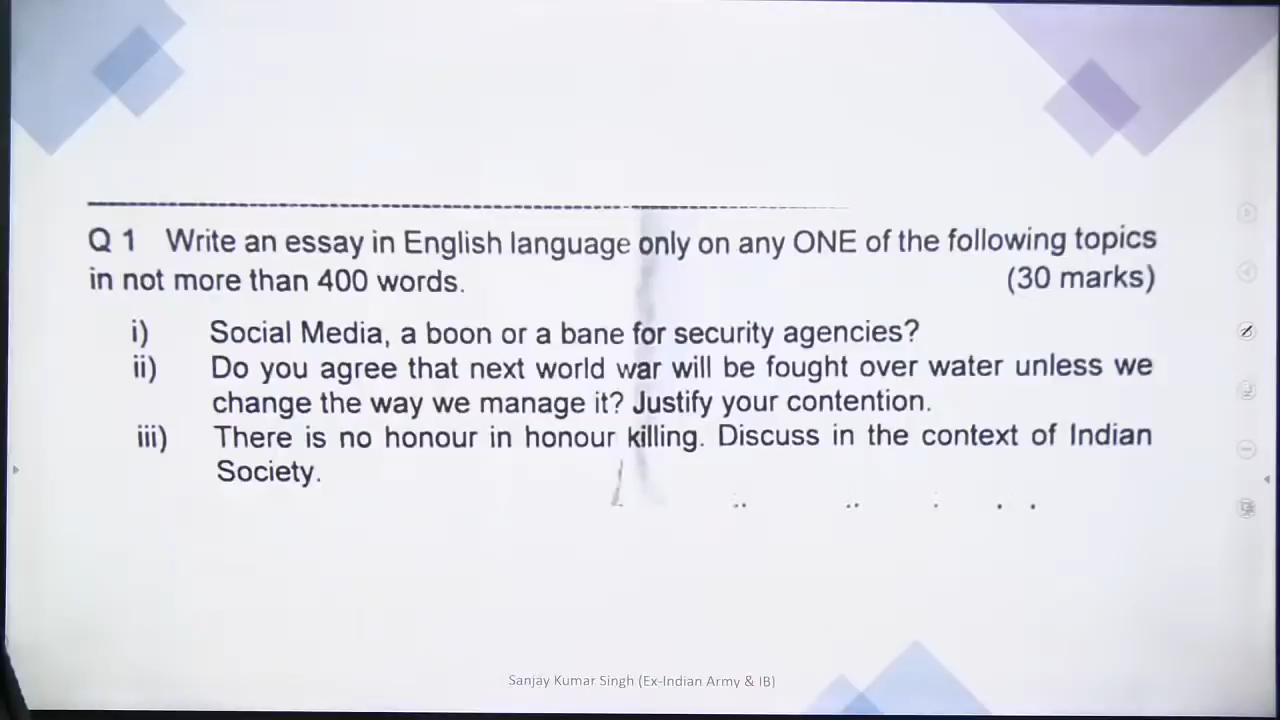 Q 1 Write an essay in English language only on any ONE of the following topics
in not more than 400 words. (30 marks)
i) Social Media, a boon or a bane for security agencies?
ii) Do you agree that next world war will be fought over water unless we
change the way we manage it? Justify your contention.
iii) There is no honour in honour killing. Discuss in the context of Indian
Society.
Sanjay Kumar Singh (Ex-Indian Army & IB)